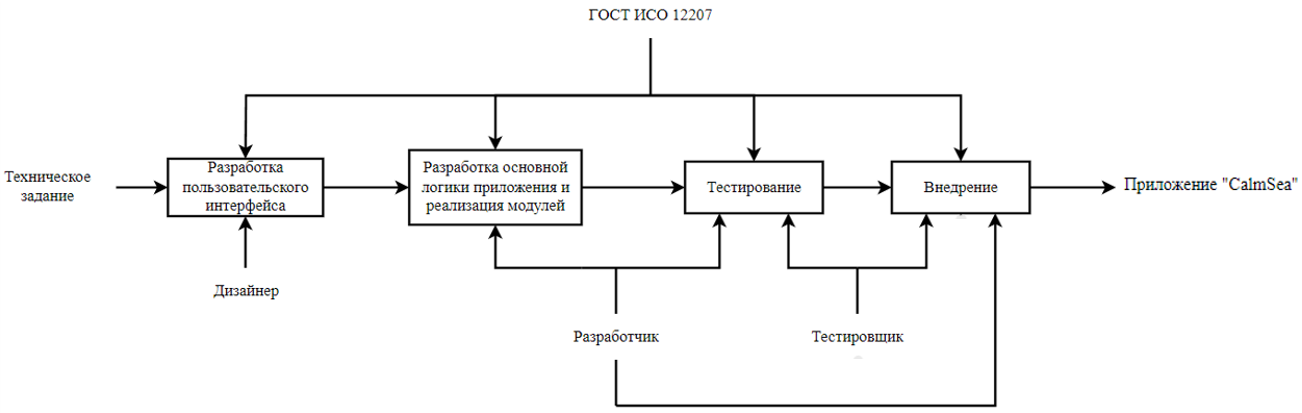 ГОСТ ИСО 12207
Техническое
задание
Разработка
пользовательского
интерфейса
Разработка основной
логики приложения и
реализация модулей
Тестирование
Внедрение
Приложение "CalmSea"
Дизайнер
Разработчик
Тестировщик